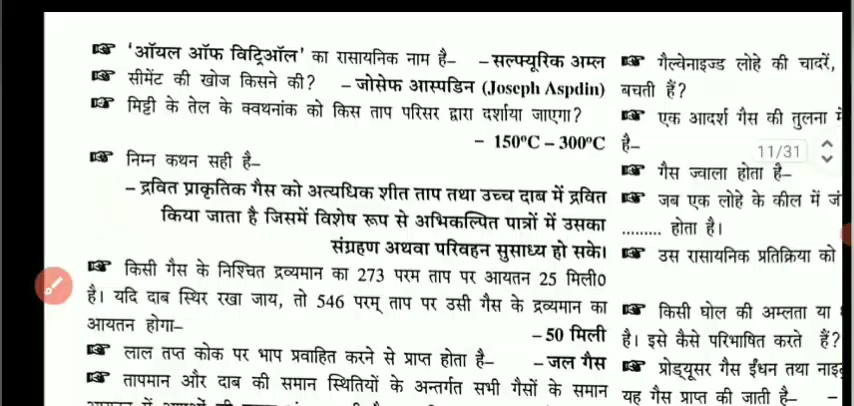 ☞ ‘ऑयल ऑफ विट्रिऑल’ का रासायनिक नाम है– –सल्फ्यूरिक अम्ल
☞ सीमेंट की खोज किसने की? –जोसेफ आस्पडिन (Joseph Aspdin)
☞ मिट्टी के तेल के क्वथनांक को किस ताप परिसर द्वारा दर्शाया जाएगा?
– 150°C – 300°C
☞ निम्न कथन सही है–
–द्रवित प्राकृतिक गैस को अत्यधिक शीत ताप तथा उच्च दाब में द्रवित
किया जाता है जिसमें विशेष रूप से अभिकल्पित पात्रों में उसका
संग्रहण अथवा परिवहन सुसाध्य हो सके।
☞ किसी गैस के निश्चित द्रव्यमान का 273 परम ताप पर आयतन 25 मिली०
है। यदि दाब स्थिर रखा जाय, तो 546 परम् ताप पर उसी गैस के द्रव्यमान का
आयतन होगा–
–50 मिली
☞ लाल तप्त कोक पर भाप प्रवाहित करने से प्राप्त होता है– –जल गैस
☞ तापमान और दाब की समान स्थितियों के अन्तर्गत सभी गैसों के समान
☞ गैल्वेनाइज्ड लोहे की चादरें,
बचती हैं?
☞ एक आदर्श गैस की तुलना में
है–
11/31
☞ गैस ज्वाला होता है–
☞ जब एक लोहे के कील में जं
......... होता है।
☞ उस रासायनिक प्रतिक्रिया को
☞ किसी घोल की अम्लता या
है। इसे कैसे परिभाषित करते हैं?
☞ प्रोड्यूसर गैस ईंधन तथा
यह गैस प्राप्त की जाती है– –